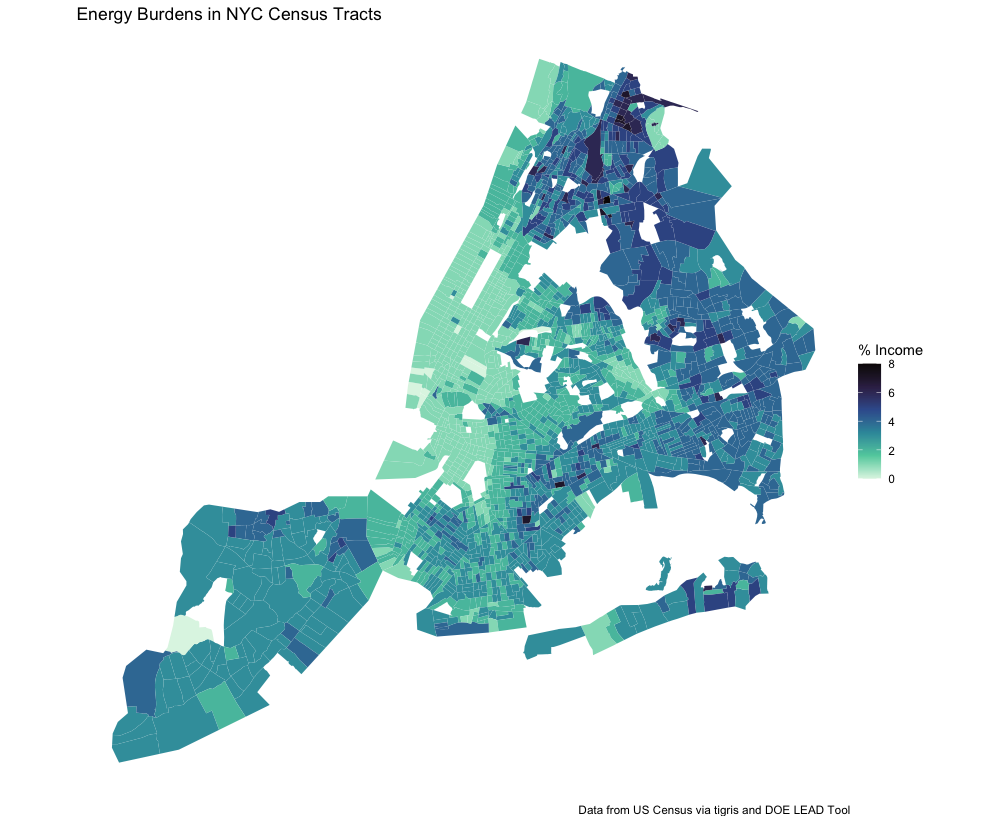 Energy Burdens in NYC Census Tracts
% Income
8
6
4
2
0
Data from US Census via tigris and DOE LEAD Tool